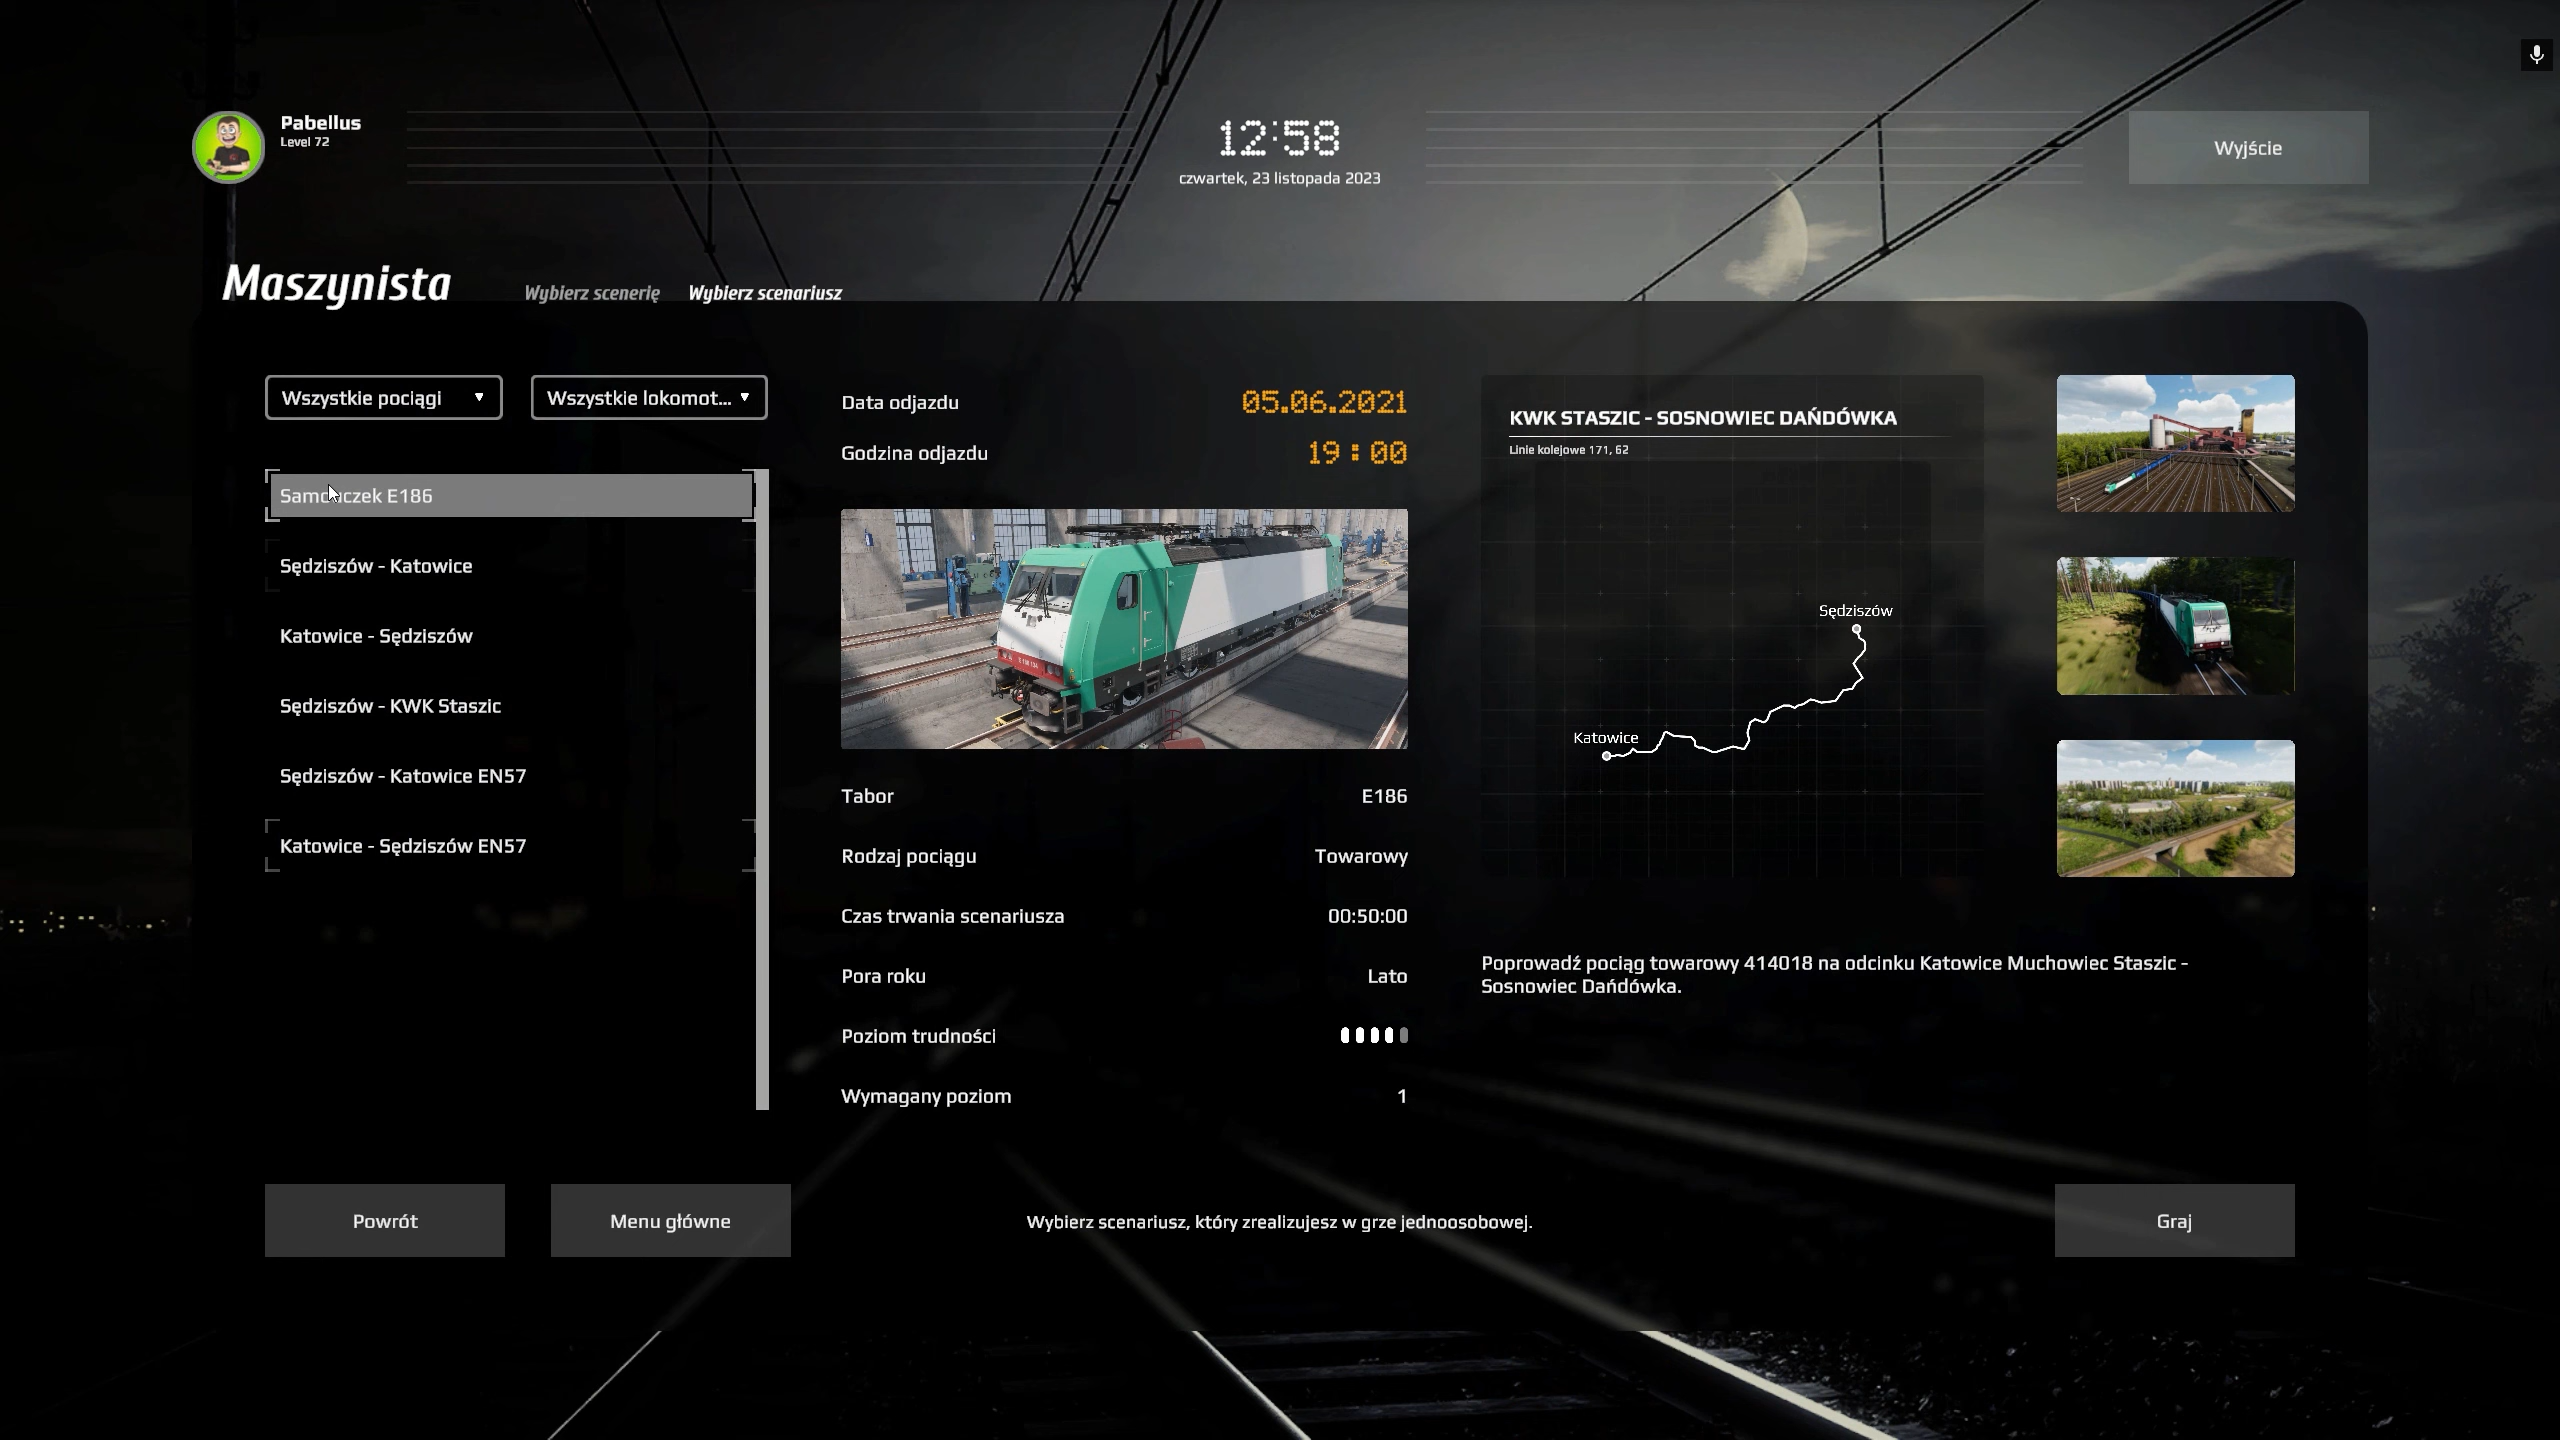 Pabellus
Level 72
12:58
czwartek, 23 listopada 2023
Wyjście
Maszynista
Wybierz scenerię
Wybierz scenariusz
Wszystkie pociągi
Wszystkie lokomot...
E186
Sędziszów - Katowice
Katowice - Sędziszów
Sędziszów - KWK Staszic
Sędziszów - Katowice EN57
Katowice - Sędziszów EN57
Data odjazdu 05.06.2021
Godzina odjazdu 19:00
Tabor E186
Rodzaj pociągu Towarowy
Czas trwania scenariusza 00:50:00
Pora roku Lato
Poziom trudności
Wymagany poziom 1
KWK STASZIC - SOSNOWIEC DAŃDÓWKA
Linie kolejowe 171, 62
Sędziszów
Katowice
Poprowadź pociąg towarowy 414018 na odcinku Katowice Muchowiec Staszic -
Sosnowiec Dańdówka.
Powrót
Menu główne
Wybierz scenariusz, który zrealizujesz w grze jednoosobowej.
Graj